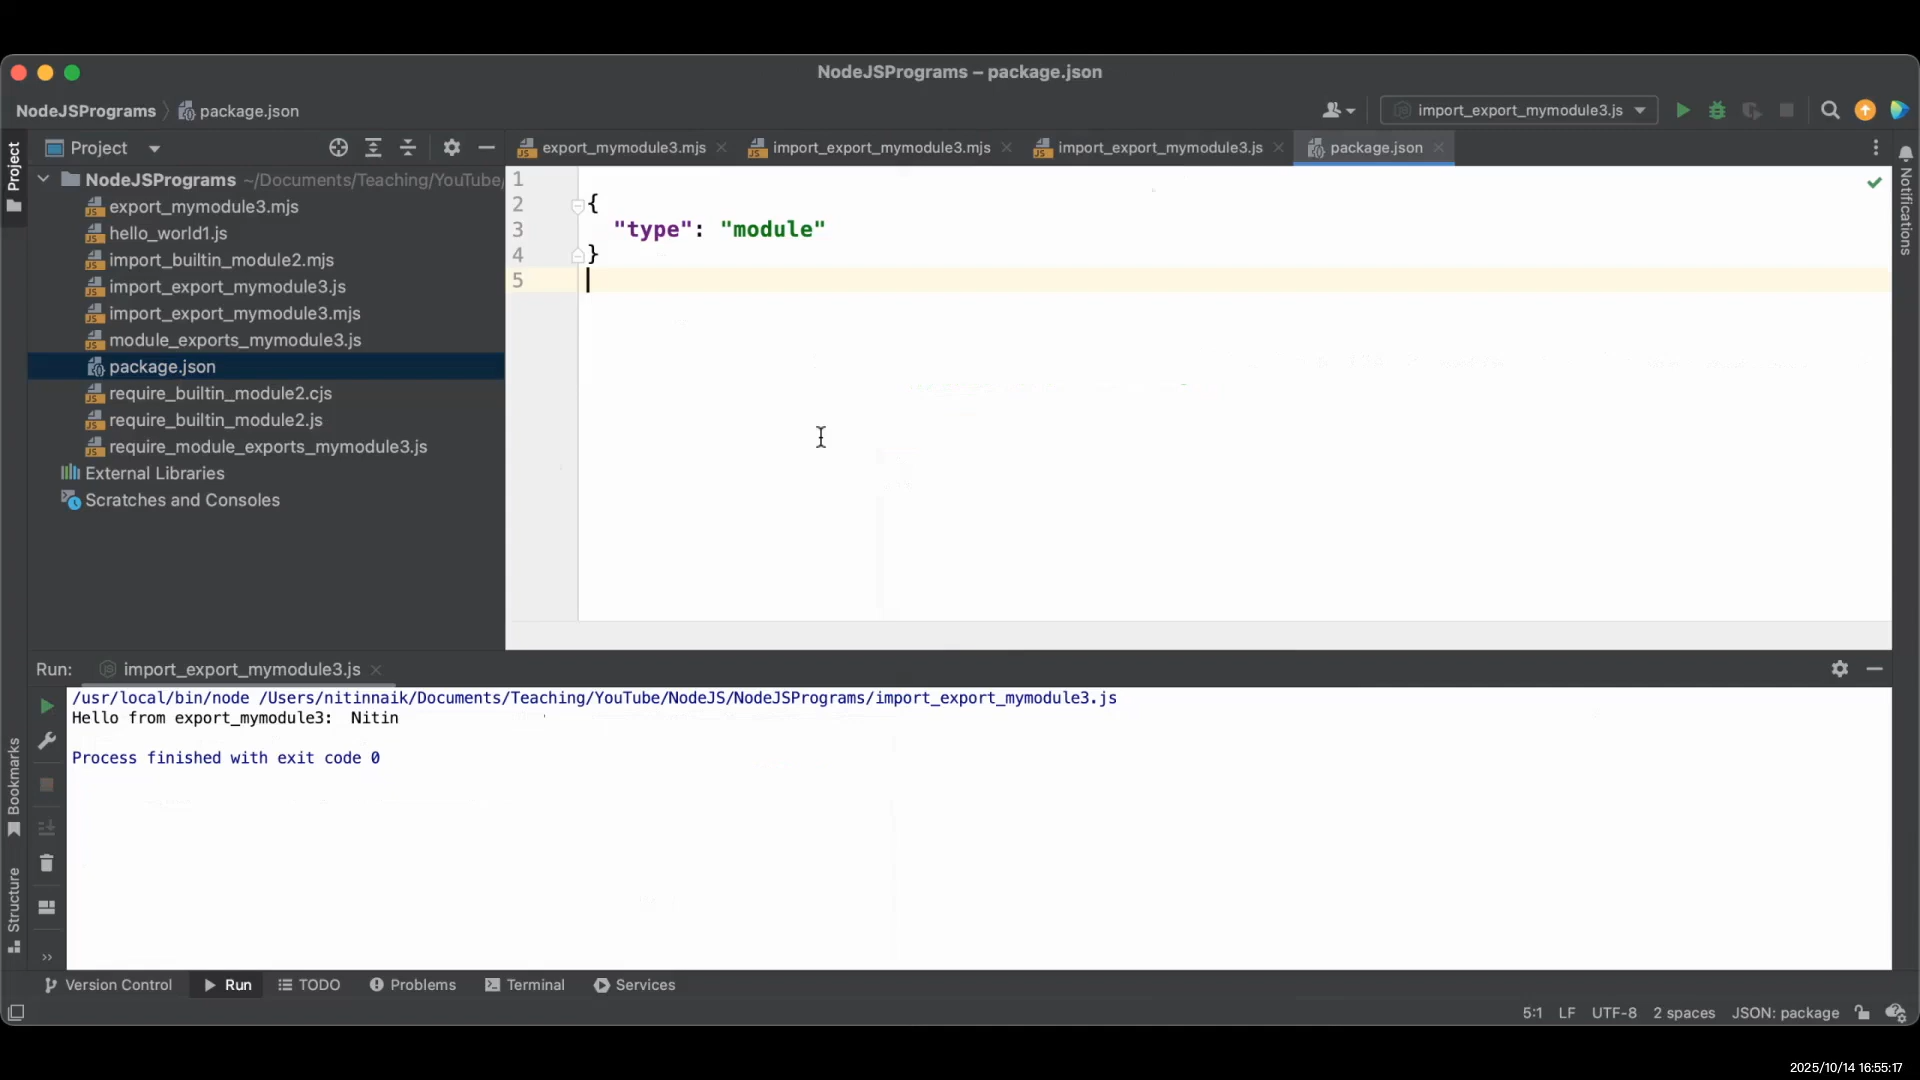 NodeJSPrograms – package.json
NodeJSPrograms package.json
import_export_mymodule3.js
Project
export_mymodule3.mjs import_export_mymodule3.mjs import_export_mymodule3.js package.json
Project
NodeJSPrograms ~/Documents/Teaching/YouTube/
export_mymodule3.mjs
hello_world1.js
import_builtin_module2.mjs
import_export_mymodule3.js
import_export_mymodule3.mjs
module_exports_mymodule3.js
package.json
require_builtin_module2.cjs
require_builtin_module2.js
require_module_exports_mymodule3.js
External Libraries
Scratches and Consoles
1
2 {
3 "type": "module"
4 }
5
Notifications
Run: import_export_mymodule3.js
/usr/local/bin/node /Users/nitinnaik/Documents/Teaching/YouTube/NodeJS/NodeJSPrograms/import_export_mymodule3.js
Hello from export_mymodule3:  Nitin
Process finished with exit code 0
Bookmarks
Structure
Version Control Run TODO Problems Terminal Services
5:1 LF UTF-8 2 spaces JSON: package
2025/10/14 16:55:17